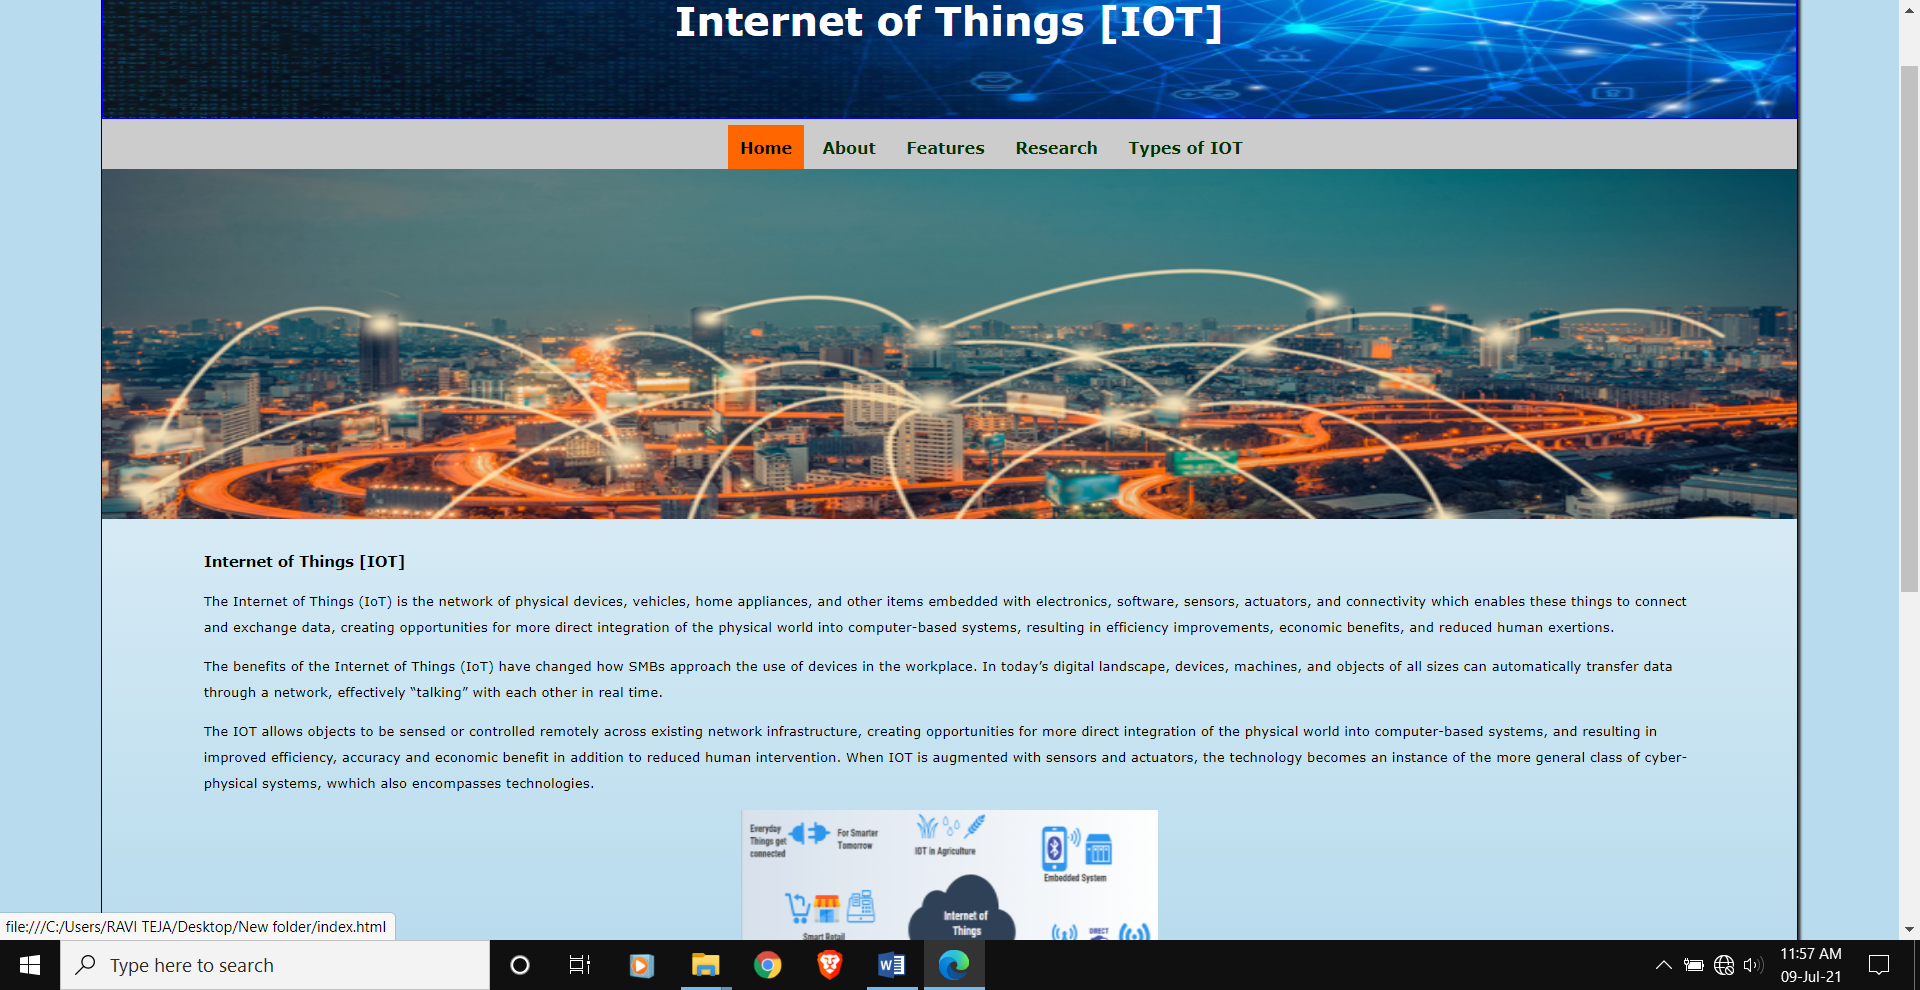 Internet of Things [IOT]
Home About Features Research Types of IOT
Internet of Things [IOT]
The Internet of Things (IoT) is the network of physical devices, vehicles, home appliances, and other items embedded with electronics, software, sensors, actuators, and connectivity which enables these things to connect
and exchange data, creating opportunities for more direct integration of the physical world into computer-based systems, resulting in efficiency improvements, economic benefits, and reduced human exertions.
The benefits of the Internet of Things (IoT) have changed how SMBs approach the use of devices in the workplace. In today’s digital landscape, devices, machines, and objects of all sizes can automatically transfer data
through a network, effectively “talking” with each other in real time.
The IOT allows objects to be sensed or controlled remotely across existing network infrastructure, creating opportunities for more direct integration of the physical world into computer-based systems, and resulting in
improved efficiency, accuracy and economic benefit in addition to reduced human intervention. When IOT is augmented with sensors and actuators, the technology becomes an instance of the more general class of cyber-
physical systems, wwhich also encompasses technologies.
Everyday
Things get
connected
For Smarter
Tomorrow
IOT in Agriculture
Embedded System
Smart Retail
Internet of
Things
DIRECT
file:///C:/Users/RAVI TEJA/Desktop/New folder/index.html
Type here to search
11:57 AM
09-Jul-21